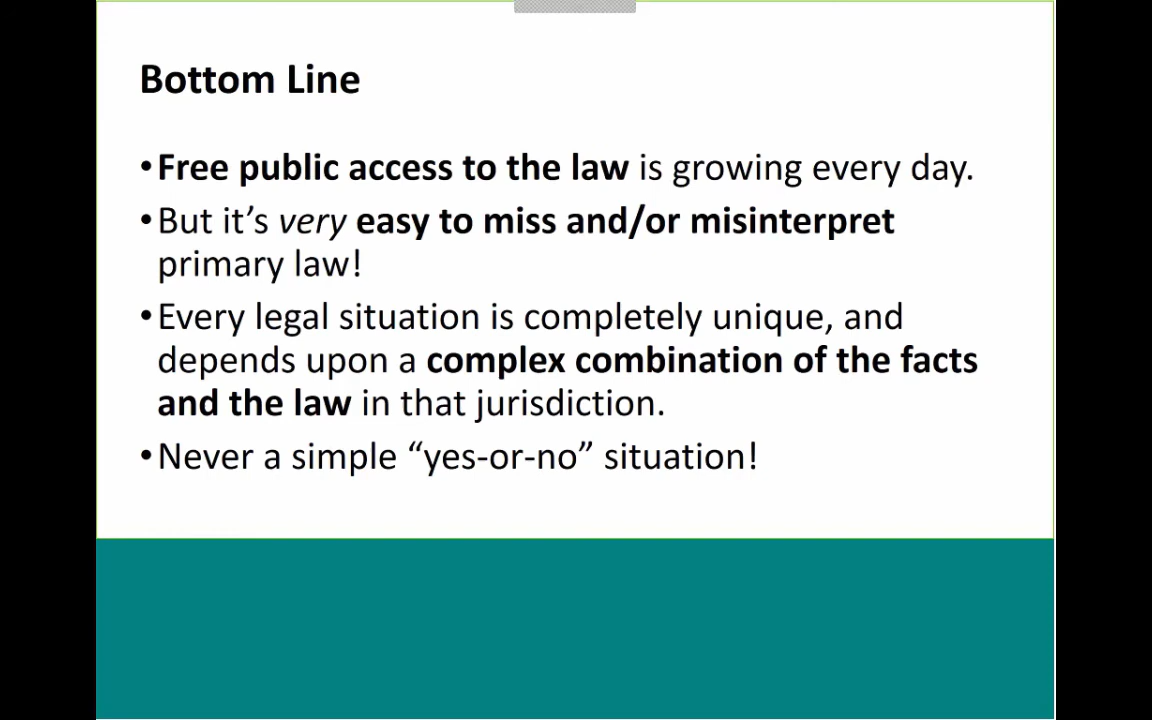 Bottom Line
•Free public access to the law is growing every day.
•But it’s very easy to miss and/or misinterpret
primary law!
•Every legal situation is completely unique, and
depends upon a complex combination of the facts
and the law in that jurisdiction.
•Never a simple “yes-or-no” situation!